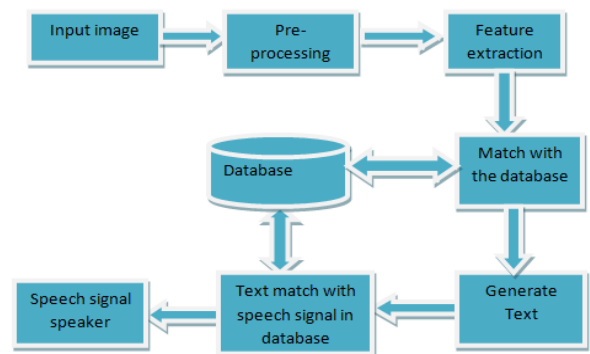 Input image
Pre-
processing
Feature
extraction
Database
Match with
the database
Speech signal
speaker
Text match with
speech signal in
database
Generate
Text